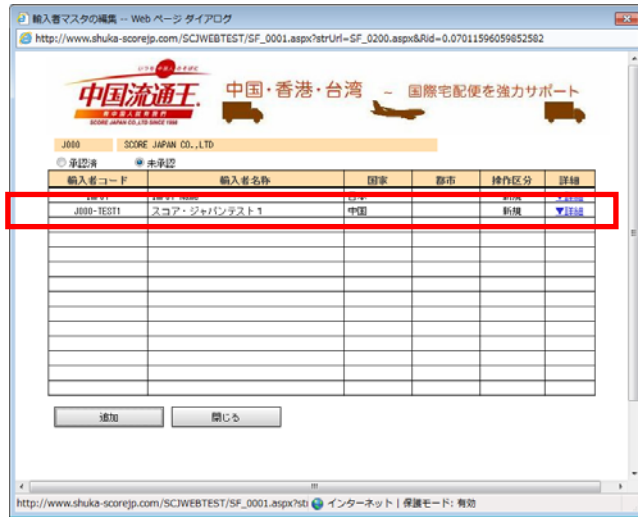 輸入者マスタの編集 -- Web ページ ダイアログ
http://www.shuka-scorejp.com/SCJWEBTEST/SF_0001.aspx?strUrl=SF_0200.aspx&Rid=0.07011596059852582
中国流通王.
SCORE JAPAN CO.,LTD SINCE 1998
中国・香港・台湾 ～ 国際宅配便を強力サポート
J000 SCORE JAPAN CO.,LTD
承認済 未承認
輸入者コード 輸入者名称 国家 都市 操作区分 詳細
J000-TEST1 スコア・ジャパンテスト1 中国 新規 ▼詳細
追加 閉じる
http://www.shuka-scorejp.com/SCJWEBTEST/SF_0001.aspx?sti インターネット | 保護モード: 有効